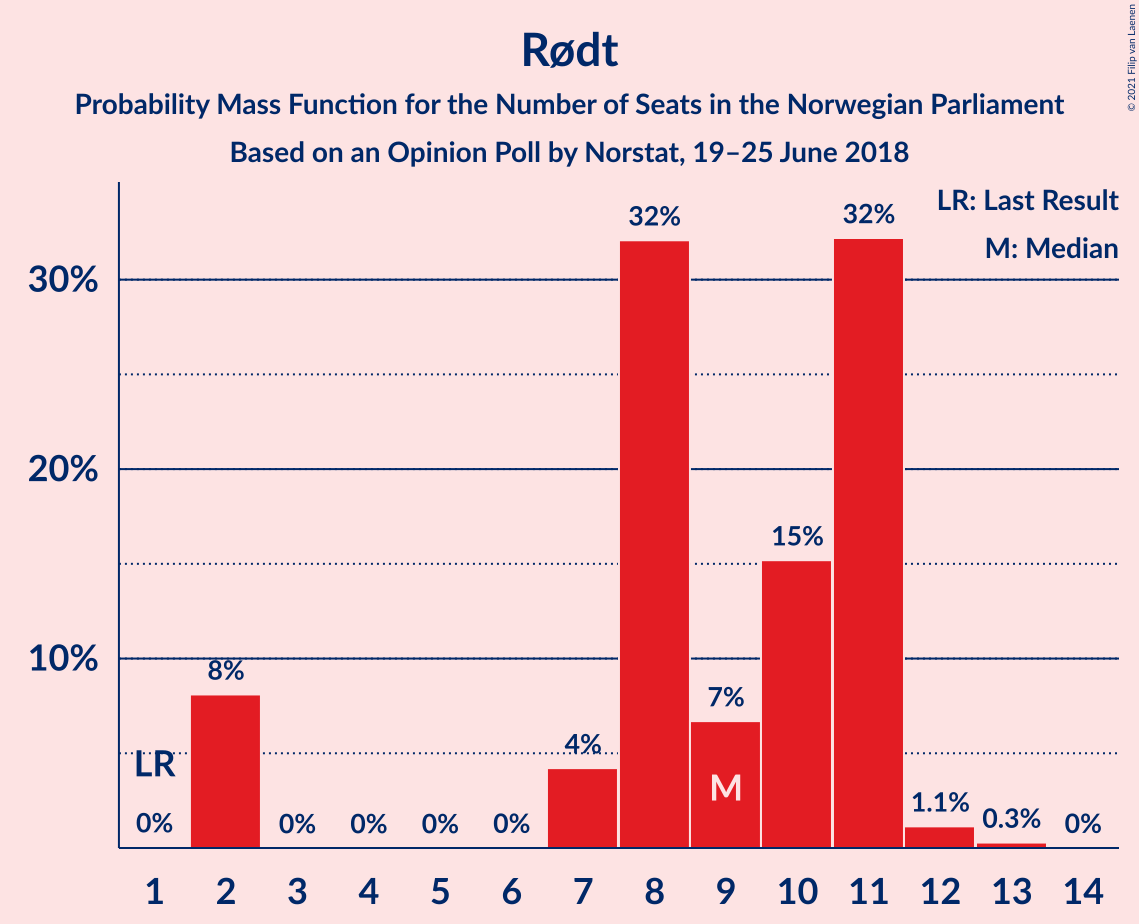 Rødt
Probability Mass Function for the Number of Seats in the Norwegian Parliament
Based on an Opinion Poll by Norstat, 19–25 June 2018
© 2021 Filip van Laenen
LR: Last Result
M: Median
30%
20%
10%
32%
32%
15%
8%
7%
4%
LR
M
1.1%
0.3%
0%
0%
0%
0%
0%
0%
1 2 3 4 5 6 7 8 9 10 11 12 13 14